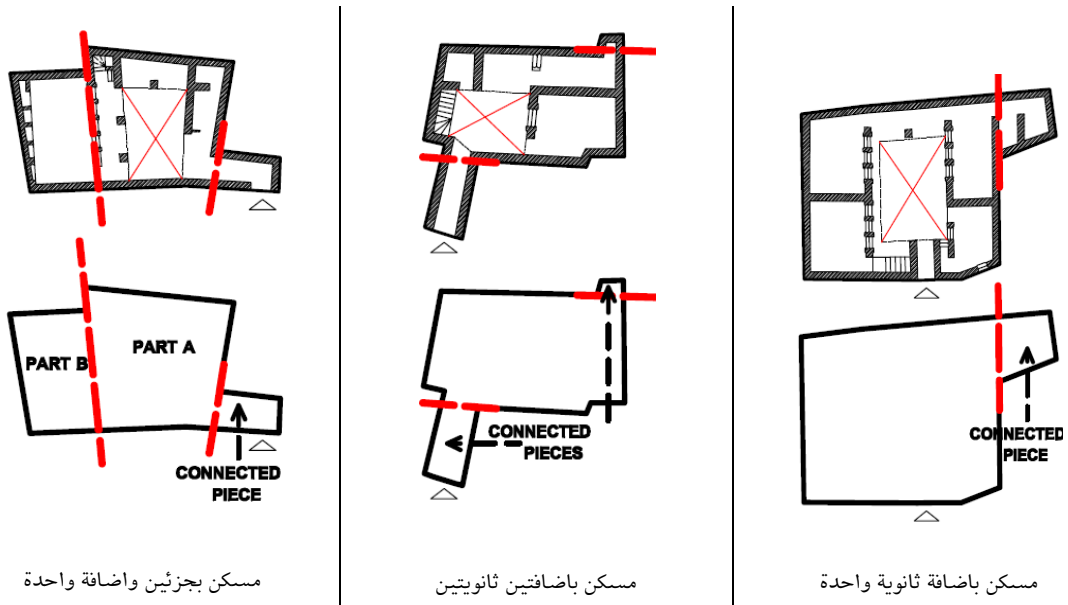 PART B
PART A
CONNECTED
PIECE
CONNECTED
PIECES
CONNECTED
PIECE
مسكن بجزئين واضافة واحدة
مسكن باضافتين ثانويتين
مسكن باضافة ثانوية واحدة